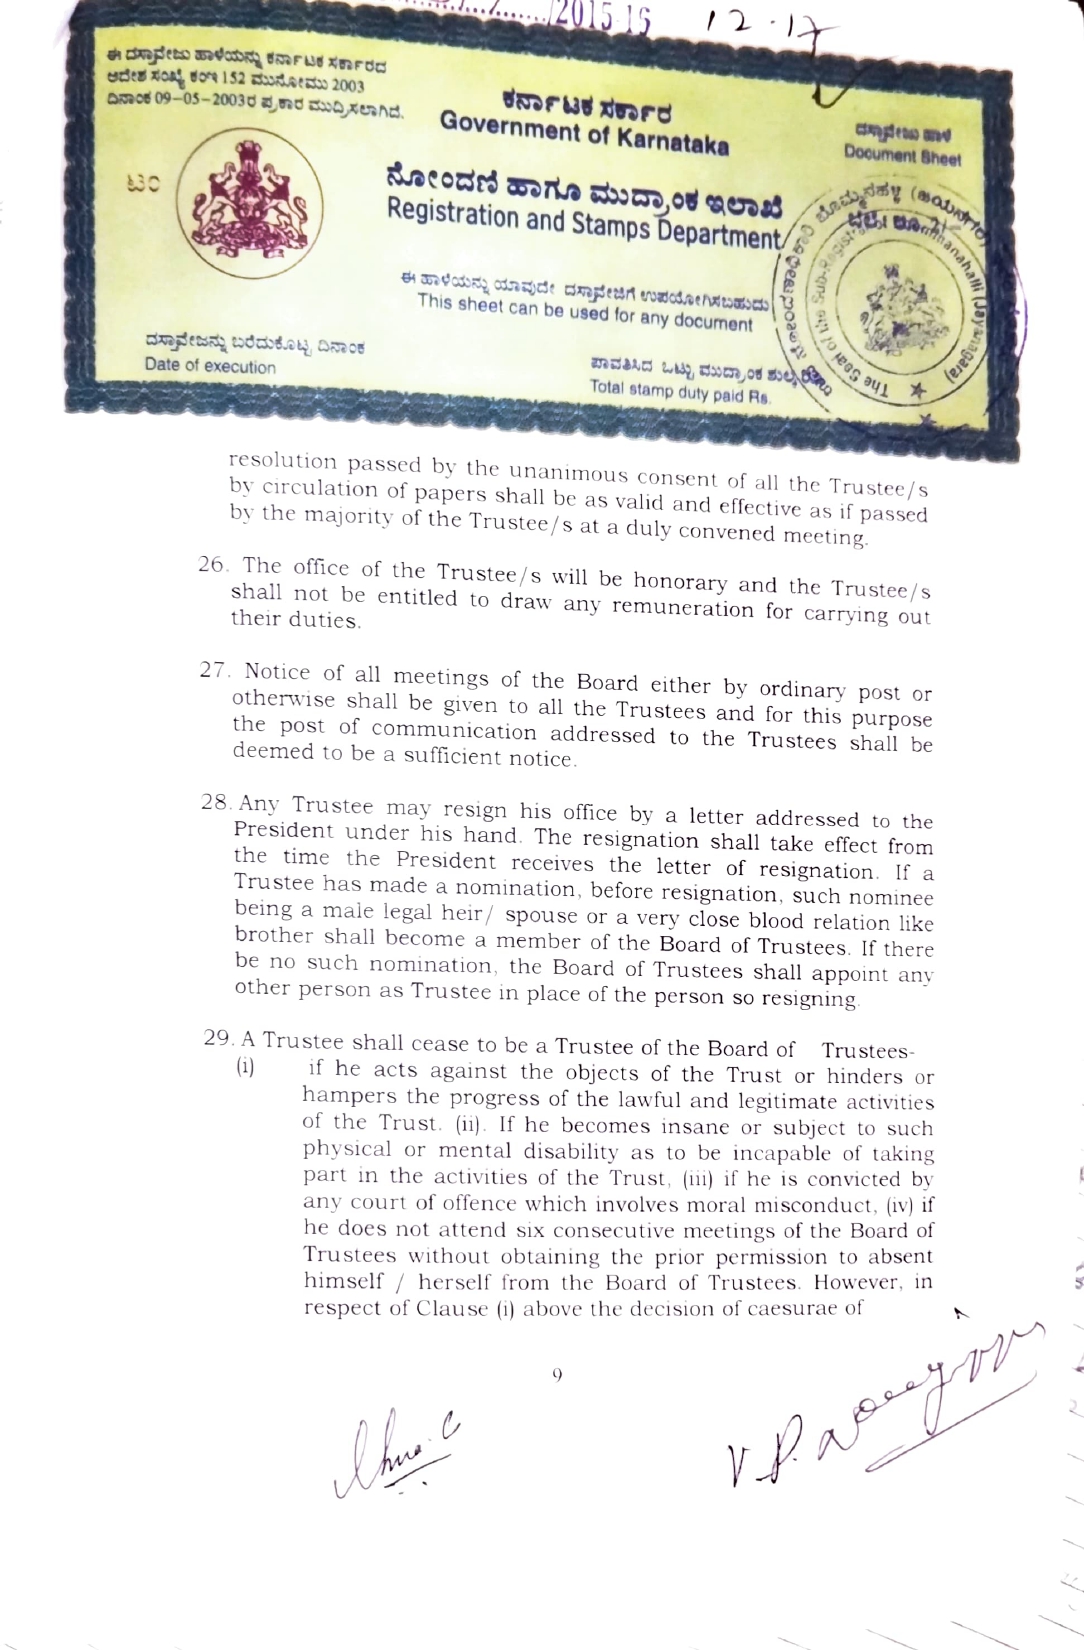 /2015-16 12-17
ಈ ದಸ್ತಾವೇಜು ಹಾಳೆಯನ್ನು ಕರ್ನಾಟಕ ಸರ್ಕಾರದ
ಆದೇಶ ಸಂಖ್ಯೆ ಕಂಇ 152 ಮುನೋಮು 2003
ದಿನಾಂಕ 09-05-2003ರ ಪ್ರಕಾರ ಮುದ್ರಿಸಲಾಗಿದೆ.
ಕರ್ನಾಟಕ ಸರ್ಕಾರ
Government of Karnataka
ದಸ್ತಾವೇಜು ಹಾಳೆ
Document Sheet
ನೋಂದಣಿ ಹಾಗೂ ಮುದ್ರಾಂಕ ಇಲಾಖೆ
Registration and Stamps Department
ಈ ಹಾಳೆಯನ್ನು ಯಾವುದೇ ದಸ್ತಾವೇಜಿಗೆ ಉಪಯೋಗಿಸಬಹುದು
This sheet can be used for any document
ದಸ್ತಾವೇಜನ್ನು ಬರೆದುಕೊಟ್ಟ ದಿನಾಂಕ
Date of execution
ಪಾವತಿಸಿದ ಒಟ್ಟು ಮುದ್ರಾಂಕ ಶುಲ್ಕ
Total stamp duty paid Rs.
The Seal of the Sub-Registrar
(Jayanagara)
resolution passed by the unanimous consent of all the Trustee/s
by circulation of papers shall be as valid and effective as if passed
by the majority of the Trustee/s at a duly convened meeting.
26. The office of the Trustee/s will be honorary and the Trustee/s
shall not be entitled to draw any remuneration for carrying out
their duties.
27. Notice of all meetings of the Board either by ordinary post or
otherwise shall be given to all the Trustees and for this purpose
the post of communication addressed to the Trustees shall be
deemed to be a sufficient notice.
28. Any Trustee may resign his office by a letter addressed to the
President under his hand. The resignation shall take effect from
the time the President receives the letter of resignation. If a
Trustee has made a nomination, before resignation, such nominee
being a male legal heir/ spouse or a very close blood relation like
brother shall become a member of the Board of Trustees. If there
be no such nomination, the Board of Trustees shall appoint any
other person as Trustee in place of the person so resigning.
29. A Trustee shall cease to be a Trustee of the Board of Trustees-
(i) if he acts against the objects of the Trust or hinders or
hampers the progress of the lawful and legitimate activities
of the Trust. (ii). If he becomes insane or subject to such
physical or mental disability as to be incapable of taking
part in the activities of the Trust, (iii) if he is convicted by
any court of offence which involves moral misconduct, (iv) if
he does not attend six consecutive meetings of the Board of
Trustees without obtaining the prior permission to absent
himself / herself from the Board of Trustees. However, in
respect of Clause (i) above the decision of caesurae of
9